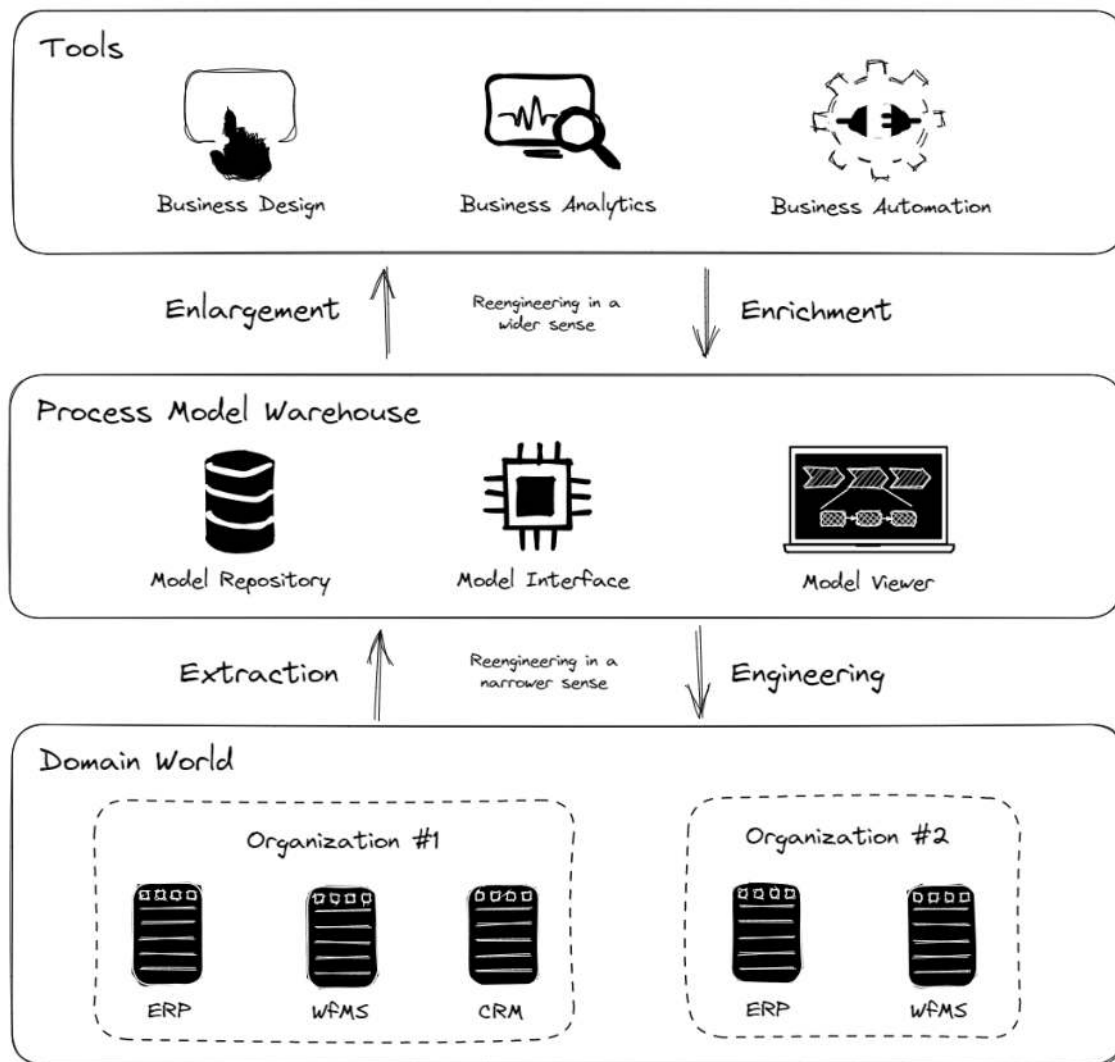 Tools
Business Design
Business Analytics
Business Automation
Enlargement
Reengineering in a
wider sense
Enrichment
Process Model Warehouse
Model Repository
Model Interface
Model Viewer
Extraction
Reengineering in a
narrower sense
Engineering
Domain World
Organization #1
Organization #2
ERP
WfMS
CRM
ERP
WfMS